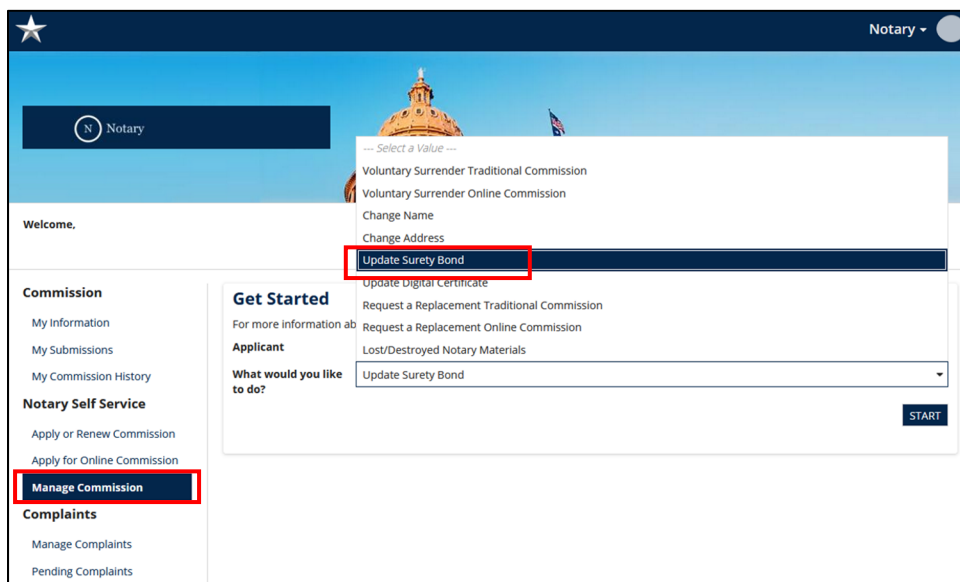 Notary
N Notary
Welcome,
Commission
My Information
My Submissions
My Commission History
Notary Self Service
Apply or Renew Commission
Apply for Online Commission
Manage Commission
Complaints
Manage Complaints
Pending Complaints
--- Select a Value ---
Voluntary Surrender Traditional Commission
Voluntary Surrender Online Commission
Change Name
Change Address
Update Surety Bond
Update Digital Certificate
Request a Replacement Traditional Commission
Request a Replacement Online Commission
Lost/Destroyed Notary Materials
Get Started
For more information ab
Applicant
What would you like
to do?
Update Surety Bond
START